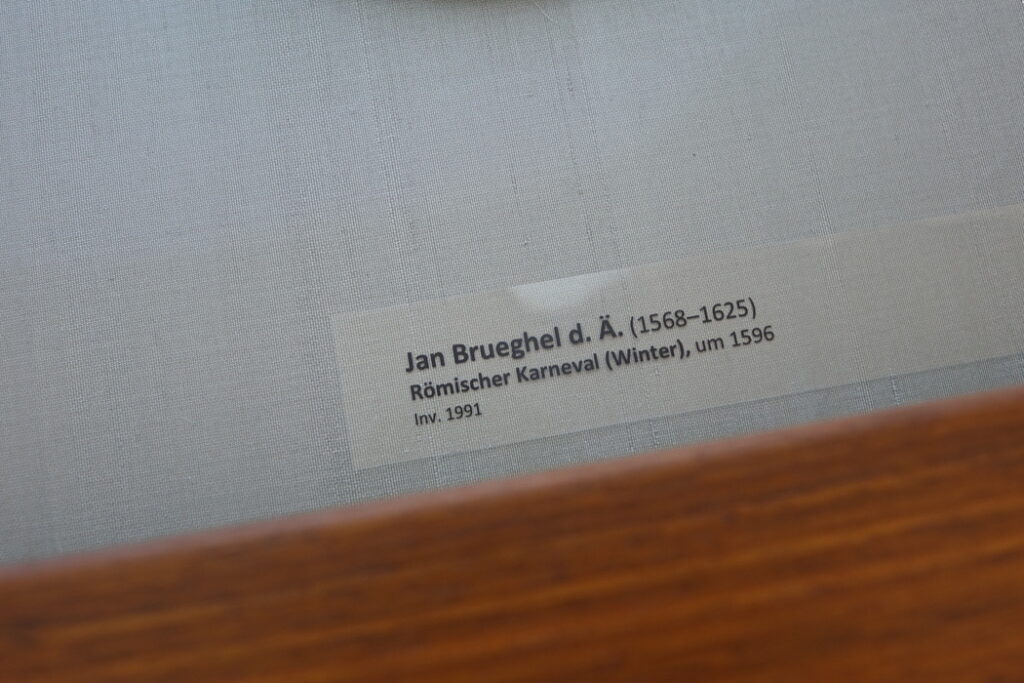 Jan Brueghel d. Ä. (1568–1625)
Römischer Karneval (Winter), um 1596
Inv. 1991